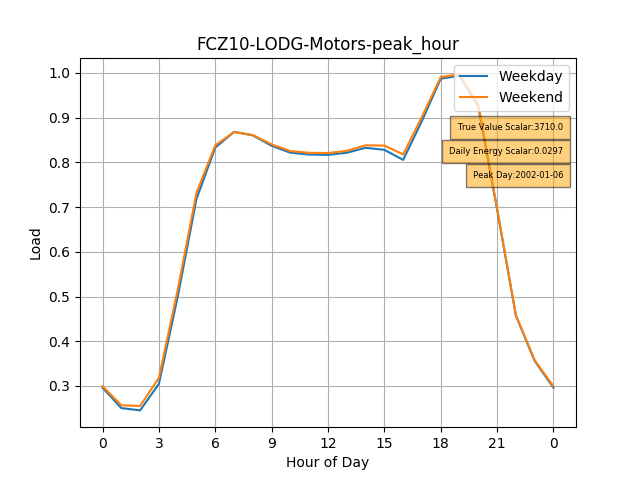 FCZ10-LODG-Motors-peak_hour
Weekday
Weekend
True Value Scalar:3710.0
Daily Energy Scalar:0.0297
Peak Day:2002-01-06
1.0
0.9
0.8
0.7
0.6
0.5
0.4
0.3
Load
0 3 6 9 12 15 18 21 0
Hour of Day